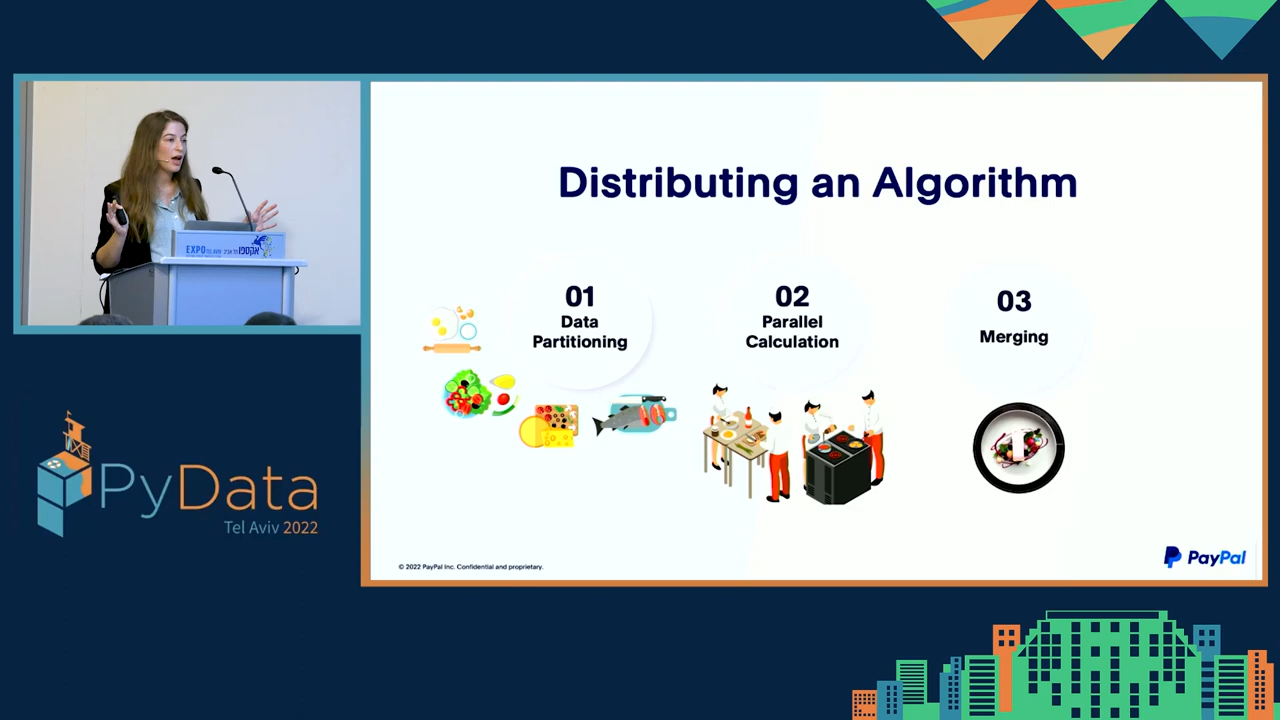 Distributing an Algorithm
01
Data
Partitioning
02
Parallel
Calculation
03
Merging
© 2022 PayPal Inc. Confidential and proprietary.
PayPal
EXPO
אקספו
PyData
Tel Aviv 2022